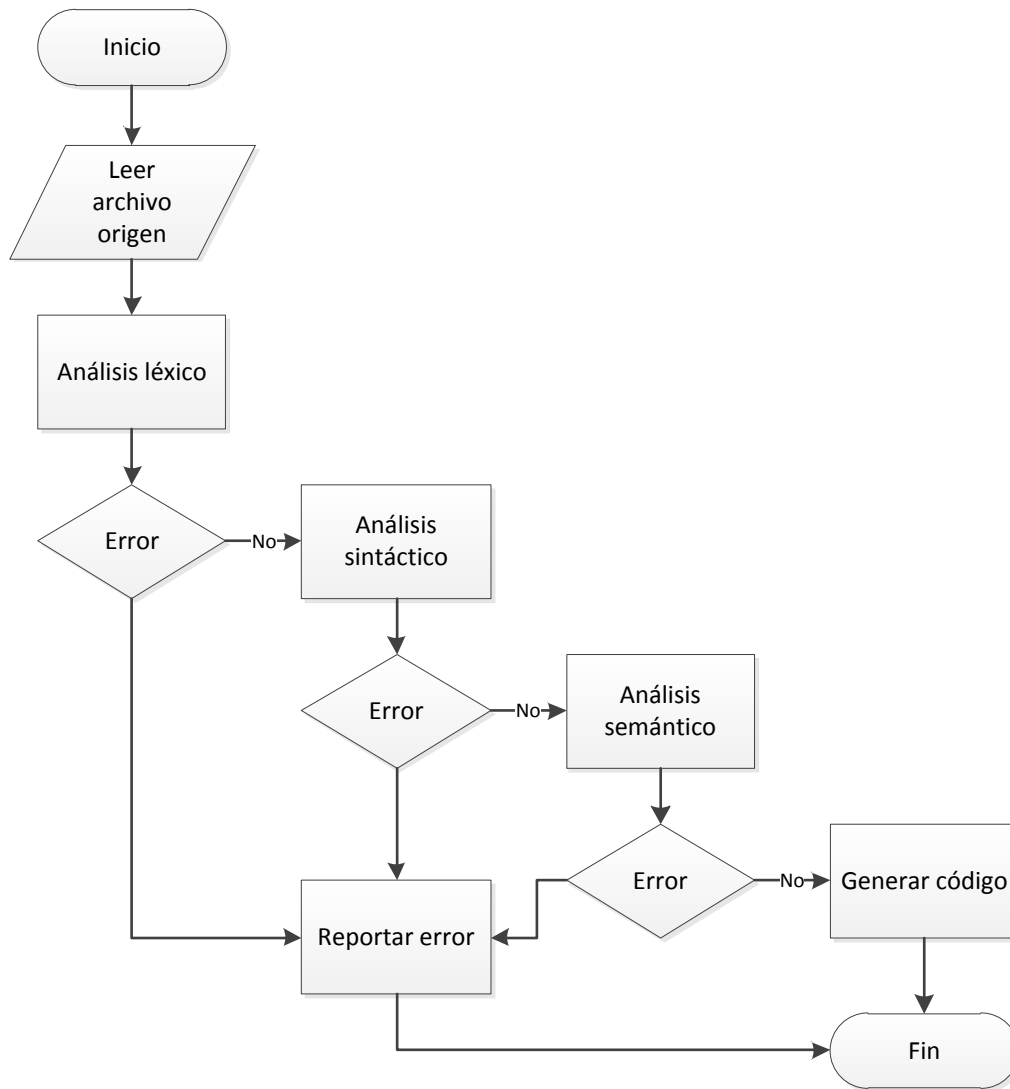 Inicio
Leer
archivo
origen
Análisis léxico
Error
No
Análisis
sintáctico
Error
No
Análisis
semántico
Error
No
Generar código
Reportar error
Fin